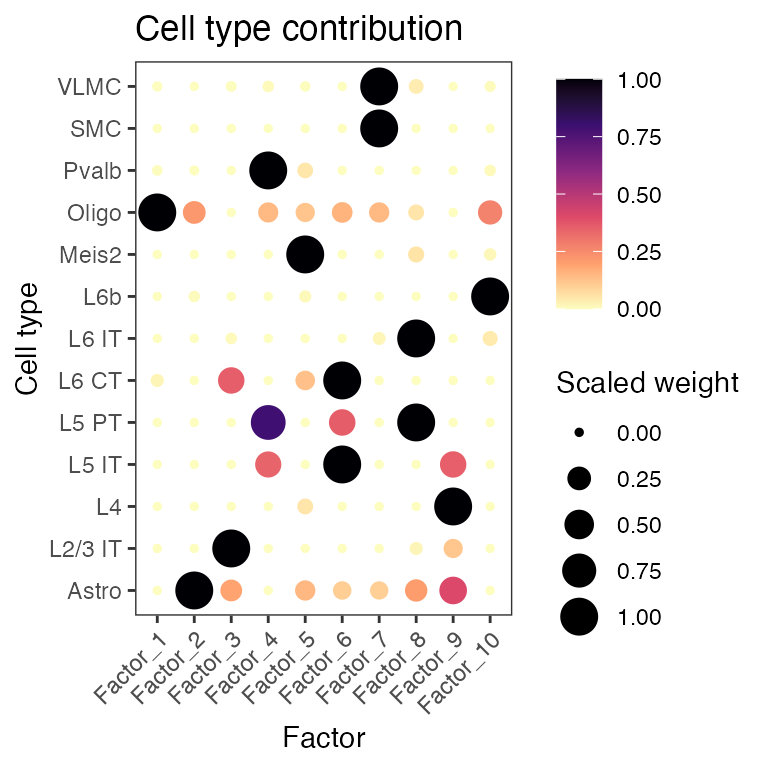 Cell type contribution
Cell type
VLMC
SMC
Pvalb
Oligo
Meis2
L6b
L6 IT
L6 CT
L5 PT
L5 IT
L4
L2/3 IT
Astro
Factor_1
Factor_2
Factor_3
Factor_4
Factor_5
Factor_6
Factor_7
Factor_8
Factor_9
Factor_10
Factor
1.00
0.75
0.50
0.25
0.00
Scaled weight
0.00
0.25
0.50
0.75
1.00